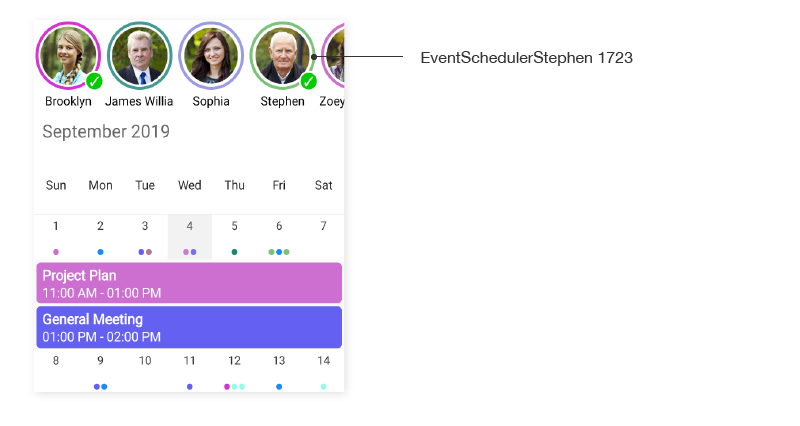 EventSchedulerStephen 1723
Brooklyn James Willia Sophia Stephen Zoey
September 2019
Sun Mon Tue Wed Thu Fri Sat
1 2 3 4 5 6 7
Project Plan
11:00 AM - 01:00 PM
General Meeting
01:00 PM - 02:00 PM
8 9 10 11 12 13 14